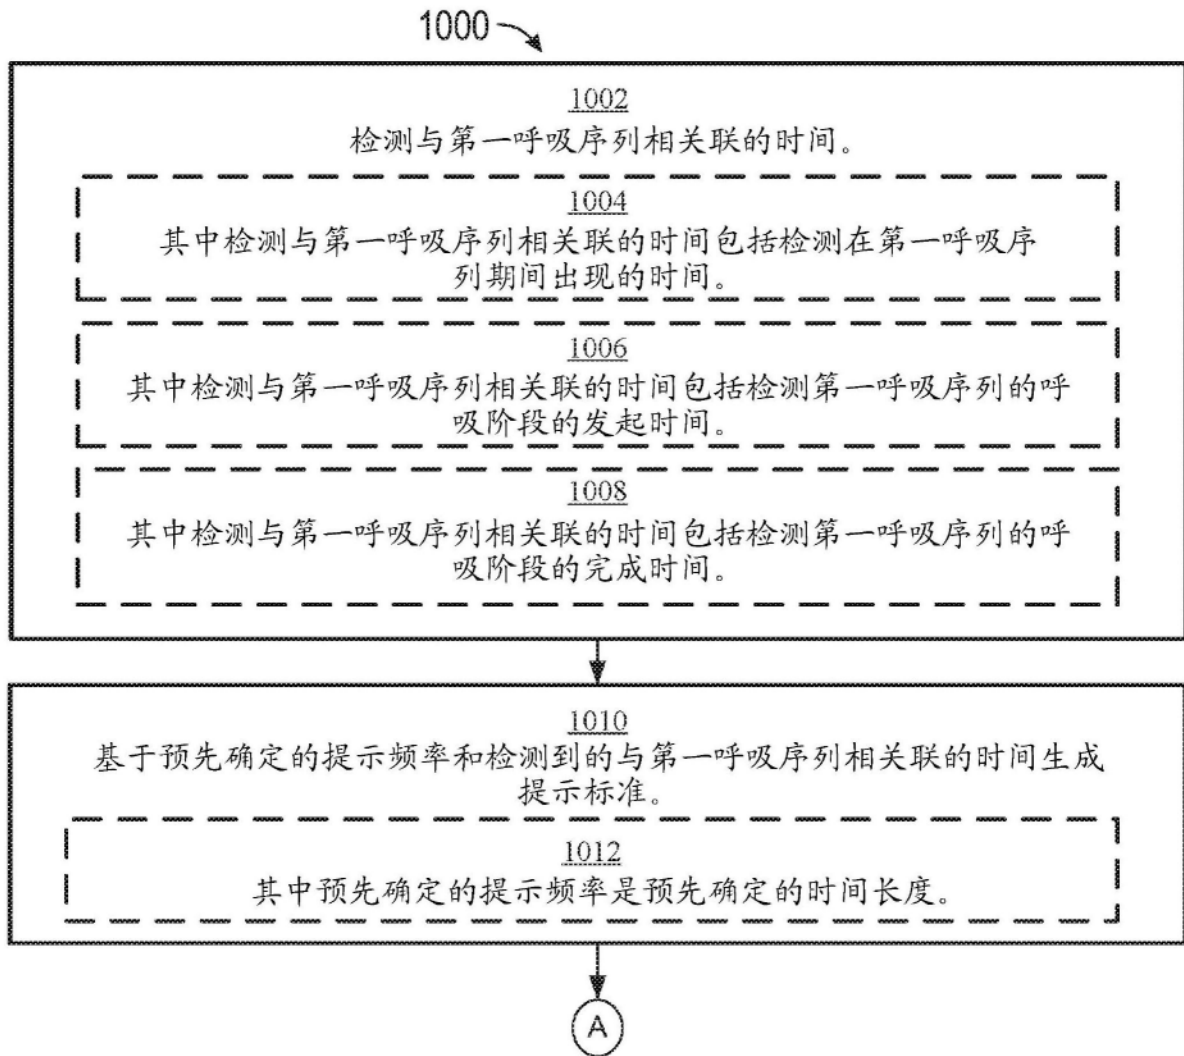 1000
1002
检测与第一呼吸序列相关联的时间。
1004
其中检测与第一呼吸序列相关联的时间包括检测在第一呼吸序
列期间出现的时间。
1006
其中检测与第一呼吸序列相关联的时间包括检测第一呼吸序列的呼
吸阶段的发起时间。
1008
其中检测与第一呼吸序列相关联的时间包括检测第一呼吸序列的呼
吸阶段的完成时间。
1010
基于预先确定的提示频率和检测到的与第一呼吸序列相关联的时间生成
提示标准。
1012
其中预先确定的提示频率是预先确定的时间长度。
A